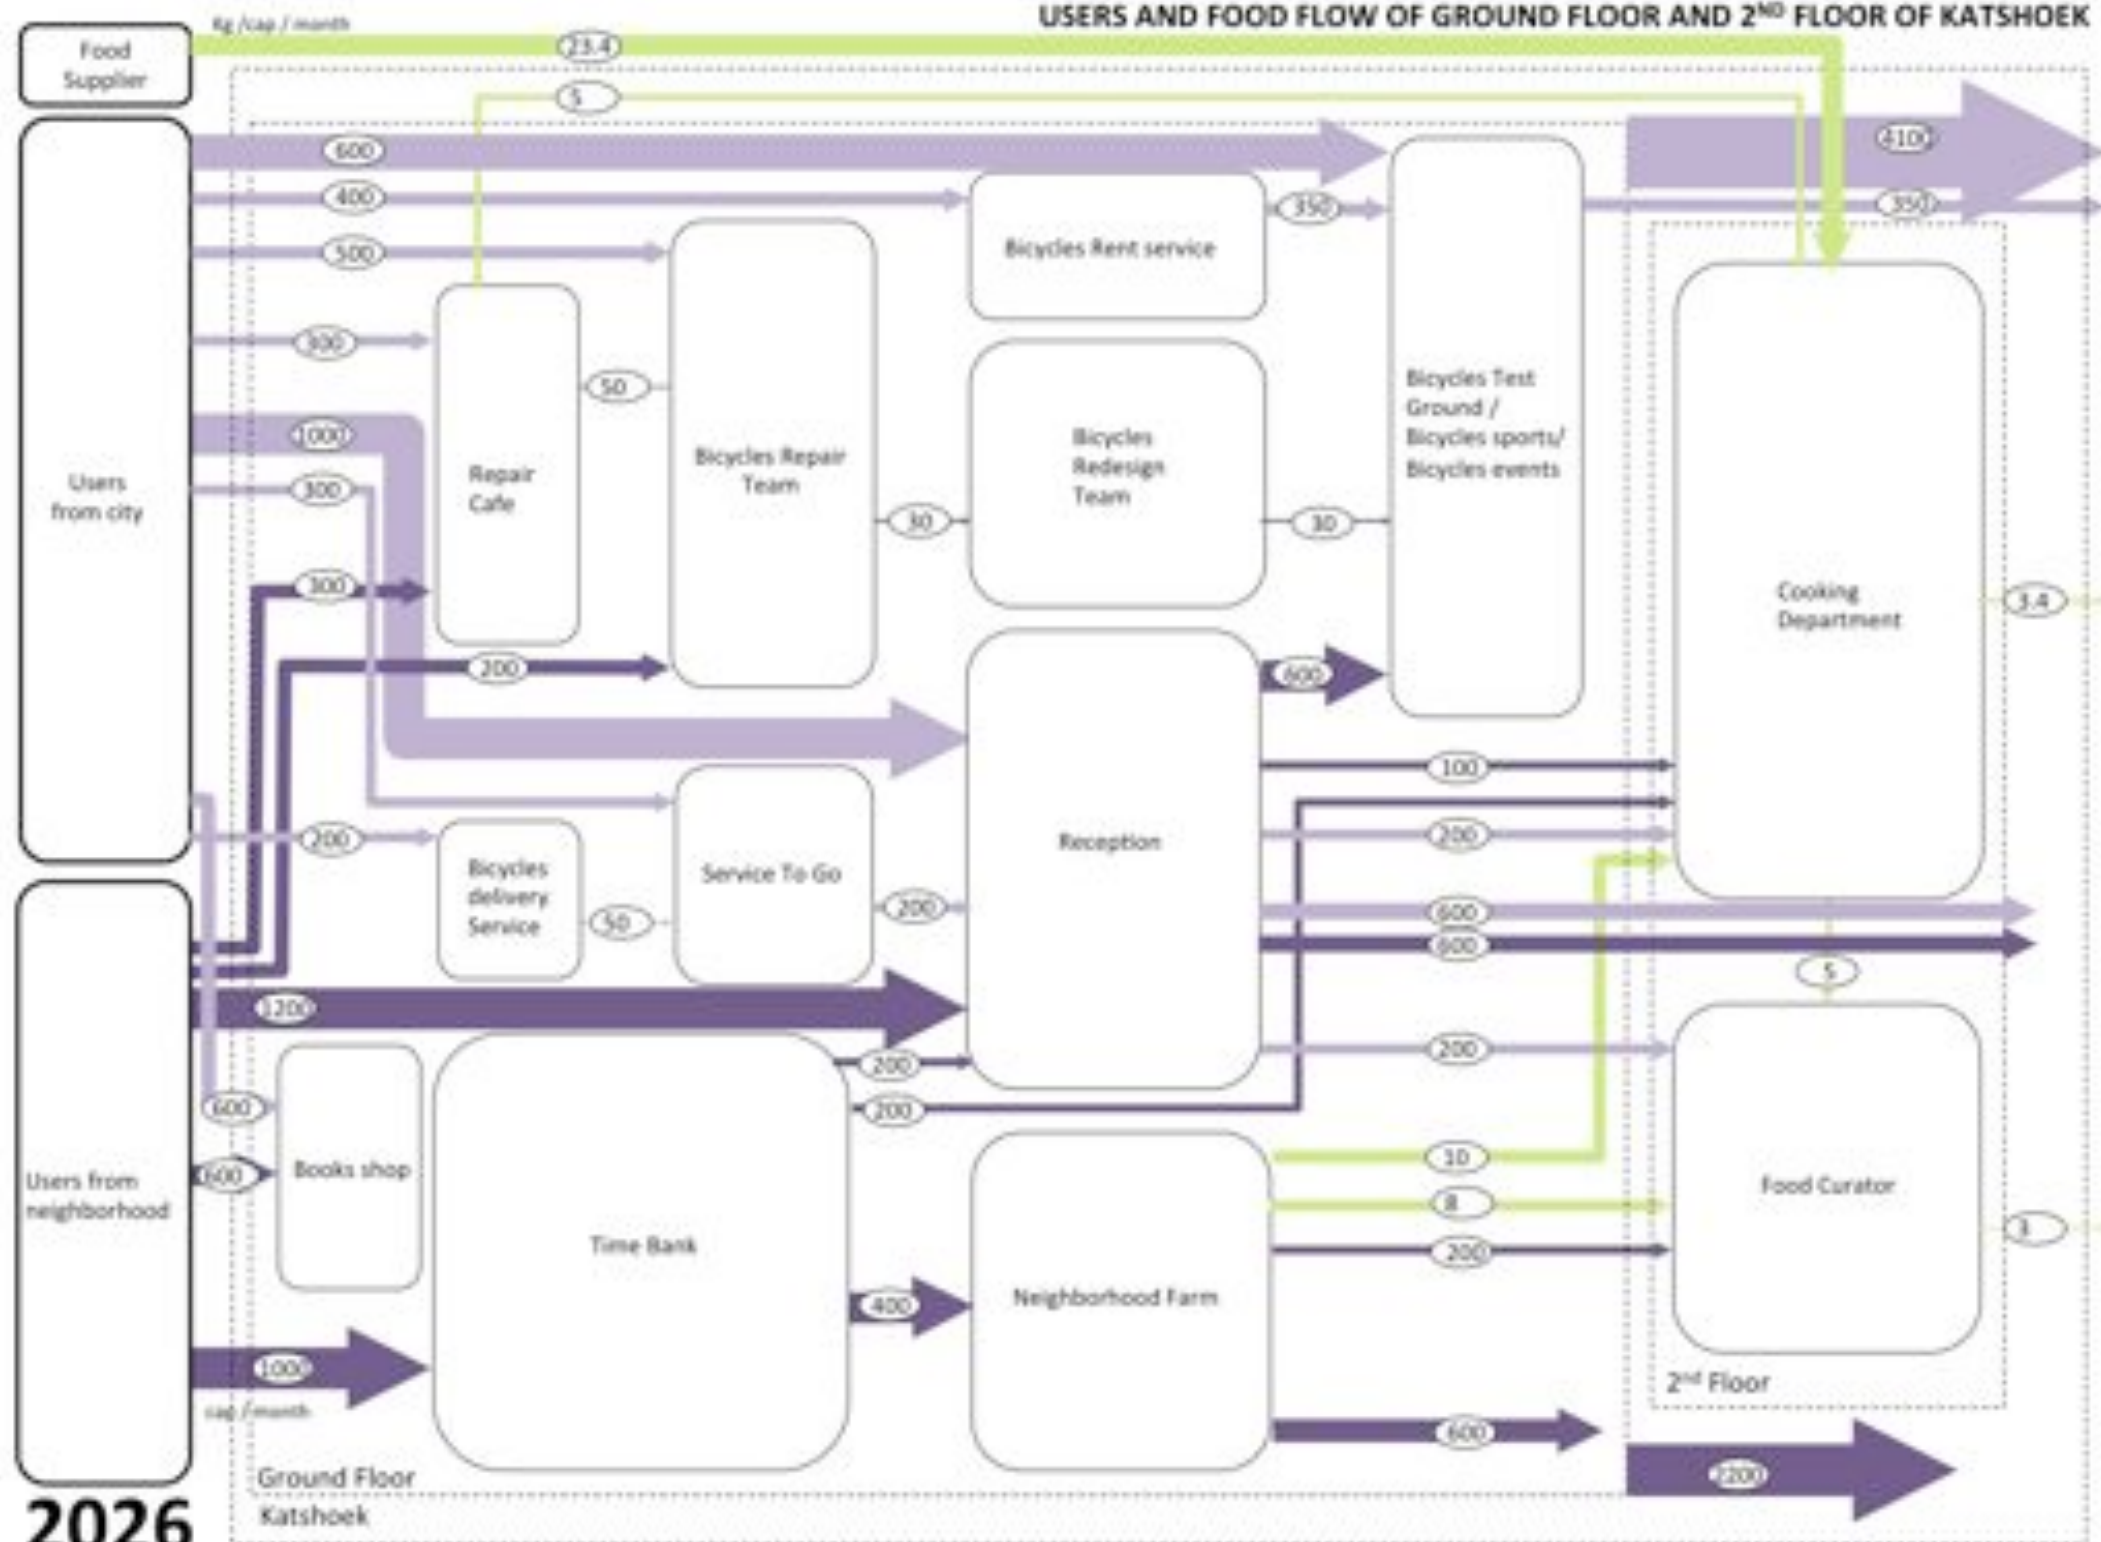 USERS AND FOOD FLOW OF GROUND FLOOR AND 2ND FLOOR OF KATSHOEK
Kg /cap / month
Food
Supplier
23.4
5
600
4100
400
350
350
500
Bicycles Rent service
300
50
Bicycles Test
Ground /
Bicycles sports/
Bicycles events
1000
Bicycles
Redesign
Team
Repair
Cafe
Bicycles Repair
Team
Users
from city
300
30
30
300
Cooking
Department
3.4
200
600
100
200
200
Reception
Bicycles
delivery
Service
Service To Go
50
200
600
600
5
1200
200
200
600
200
10
600
Books shop
Users from
neighborhood
8
Food Curator
Time Bank
200
3
400
Neighborhood Farm
1000
cap / month
2nd Floor
600
Ground Floor
Katshoek
2026